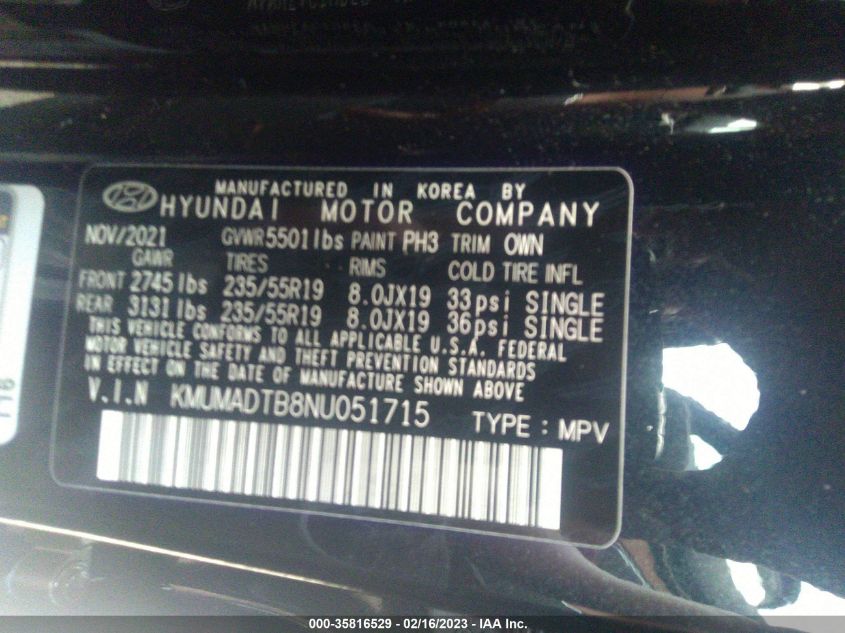 MANUFACTURED IN KOREA BY
HYUNDAI MOTOR COMPANY
NOV/2021 GVWR 5501lbs PAINT PH3 TRIM OWN
GAWR TIRES RIMS COLD TIRE INFL
FRONT 2745lbs 235/55R19 8.0JX19 33psi SINGLE
REAR 3131lbs 235/55R19 8.0JX19 36psi SINGLE
THIS VEHICLE CONFORMS TO ALL APPLICABLE U.S.A. FEDERAL
MOTOR VEHICLE SAFETY AND THEFT PREVENTION STANDARDS
IN EFFECT ON THE DATE OF MANUFACTURE SHOWN ABOVE
V.I.N KMUMADTB8NU051715 TYPE : MPV
000-35816529 - 02/16/2023 - IAA Inc.